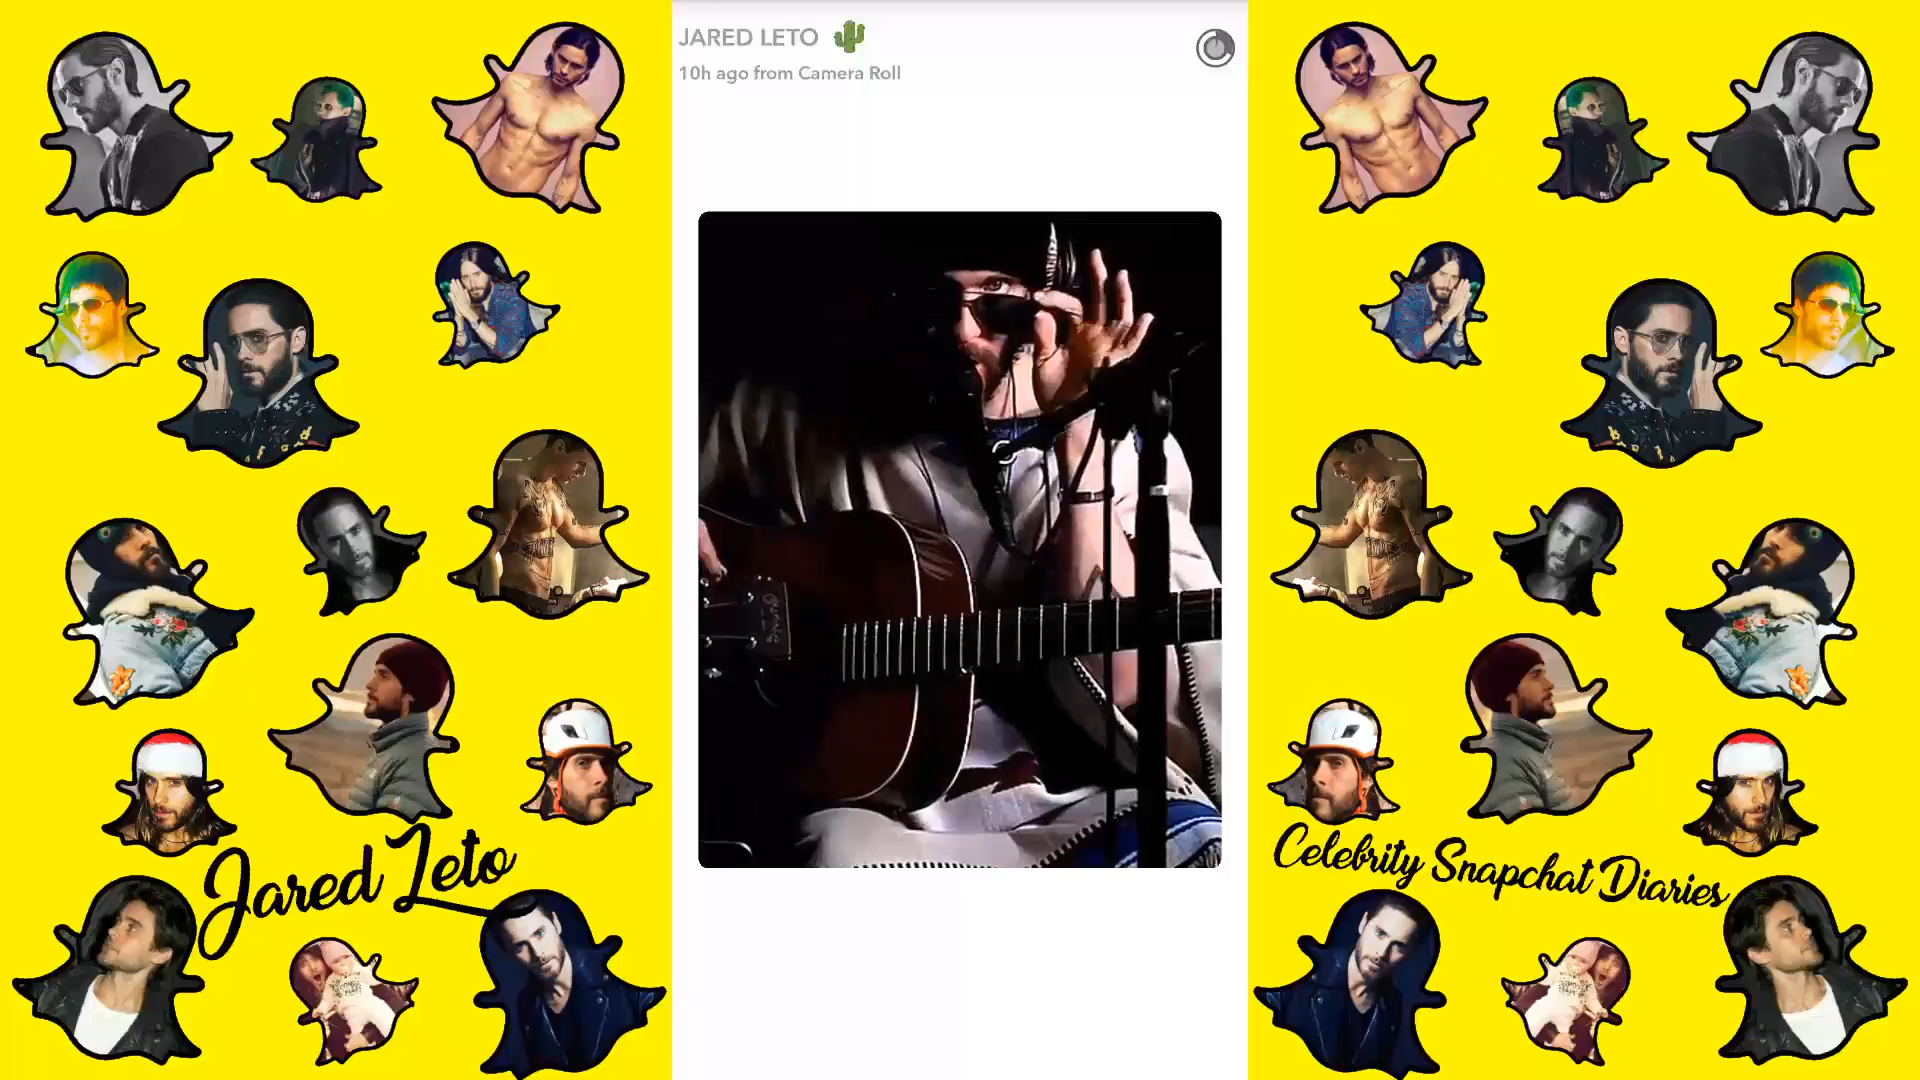 JARED LETO 🌵
10h ago from Camera Roll
Jared Leto
Celebrity Snapchat Diaries